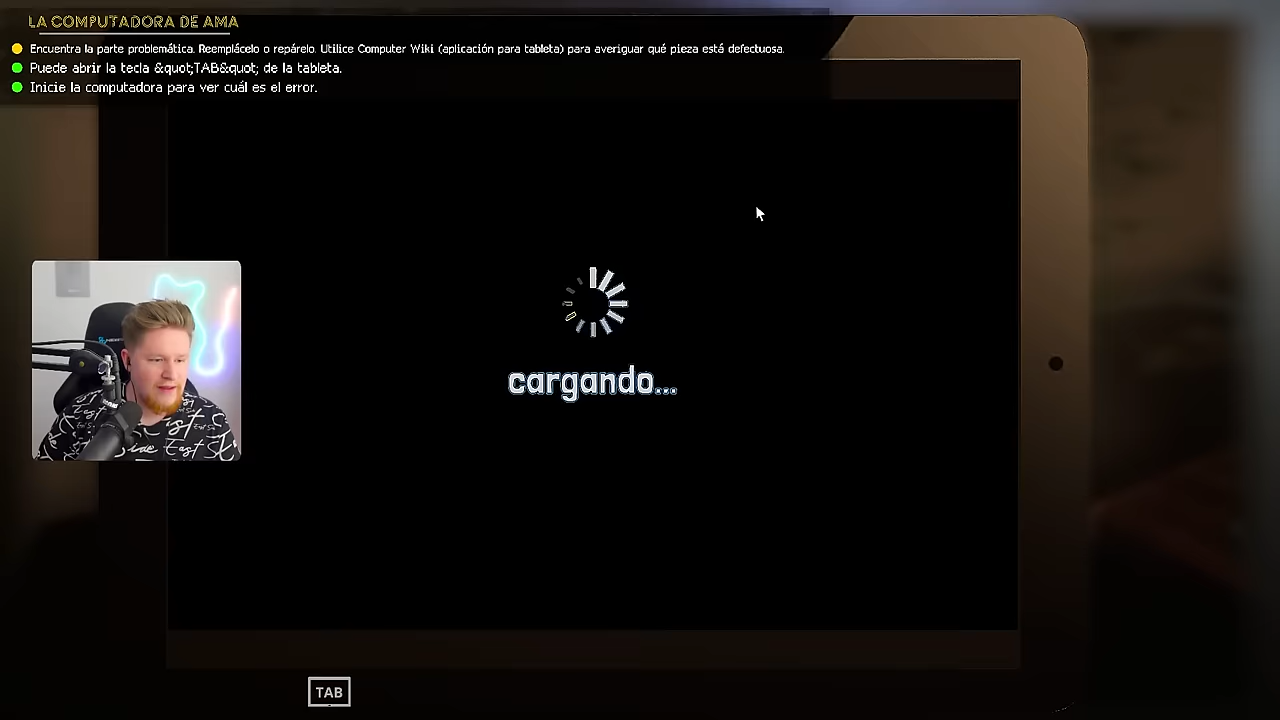 LA COMPUTADORA DE AMA
Encuentra la parte problemática. Reemplácelo o repárelo. Utilice Computer Wiki (aplicación para tableta) para averiguar qué pieza está defectuosa.
Puede abrir la tecla &quot;TAB&quot; de la tableta.
Inicie la computadora para ver cuál es el error.
cargando...
TAB